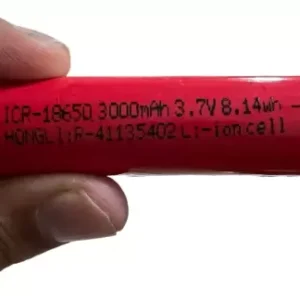 ICR-18650 3000mAh 3.7V 8.14wh -
HONGLI:R-41135402 Li-ion cell